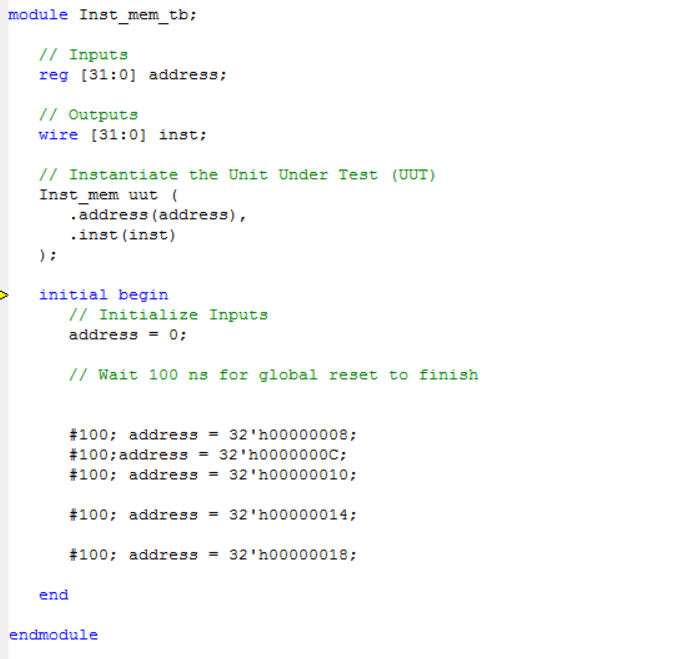 module Inst_mem_tb;
// Inputs
reg [31:0] address;
// Outputs
wire [31:0] inst;
// Instantiate the Unit Under Test (UUT)
Inst_mem uut (
.address(address),
.inst(inst)
);
initial begin
// Initialize Inputs
address = 0;
// Wait 100 ns for global reset to finish
#100; address = 32'h00000008;
#100;address = 32'h0000000C;
#100; address = 32'h00000010;
#100; address = 32'h00000014;
#100; address = 32'h00000018;
end
endmodule